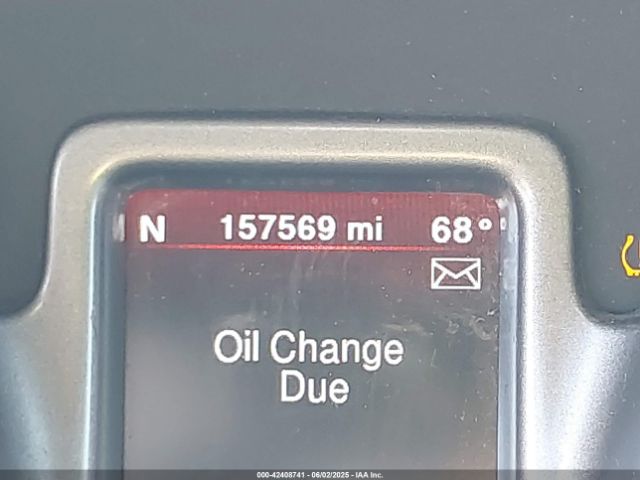 N 157569 mi 68°
Oil Change
Due
000-42408741 - 06/02/2025 - IAA Inc.